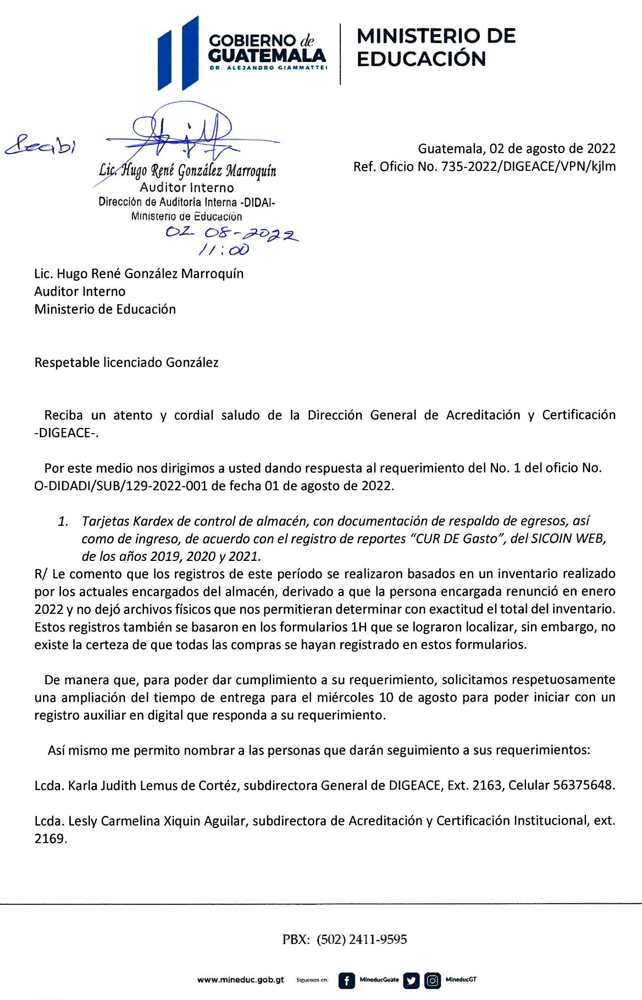 GOBIERNO de
GUATEMALA
DR. ALEJANDRO GIAMMATTEI
MINISTERIO DE
EDUCACIÓN
Recibi
Lic. Hugo René González Marroquín
Auditor Interno
Dirección de Auditoría Interna -DIDAI-
Ministerio de Educación
02-08-2022
11:00
Guatemala, 02 de agosto de 2022
Ref. Oficio No. 735-2022/DIGEACE/VPN/kjlm
Lic. Hugo René González Marroquín
Auditor Interno
Ministerio de Educación
Respetable licenciado González
Reciba un atento y cordial saludo de la Dirección General de Acreditación y Certificación
-DIGEACE-.
Por este medio nos dirigimos a usted dando respuesta al requerimiento del No. 1 del oficio No.
O-DIDADI/SUB/129-2022-001 de fecha 01 de agosto de 2022.
1. Tarjetas Kardex de control de almacén, con documentación de respaldo de egresos, así
como de ingreso, de acuerdo con el registro de reportes “CUR DE Gasto”, del SICOIN WEB,
de los años 2019, 2020 y 2021.
R/ Le comento que los registros de este período se realizaron basados en un inventario realizado
por los actuales encargados del almacén, derivado a que la persona encargada renunció en enero
2022 y no dejó archivos físicos que nos permitieran determinar con exactitud el total del inventario.
Estos registros también se basaron en los formularios 1H que se lograron localizar, sin embargo, no
existe la certeza de que todas las compras se hayan registrado en estos formularios.
De manera que, para poder dar cumplimiento a su requerimiento, solicitamos respetuosamente
una ampliación del tiempo de entrega para el miércoles 10 de agosto para poder iniciar con un
registro auxiliar en digital que responda a su requerimiento.
Así mismo me permito nombrar a las personas que darán seguimiento a sus requerimientos:
Lcda. Karla Judith Lemus de Cortéz, subdirectora General de DIGEACE, Ext. 2163, Celular 56375648.
Lcda. Lesly Carmelina Xiquin Aguilar, subdirectora de Acreditación y Certificación Institucional, ext.
2169.
PBX: (502) 2411-9595
www.mineduc.gob.gt Síguenos en: MineducGuate MineducGT